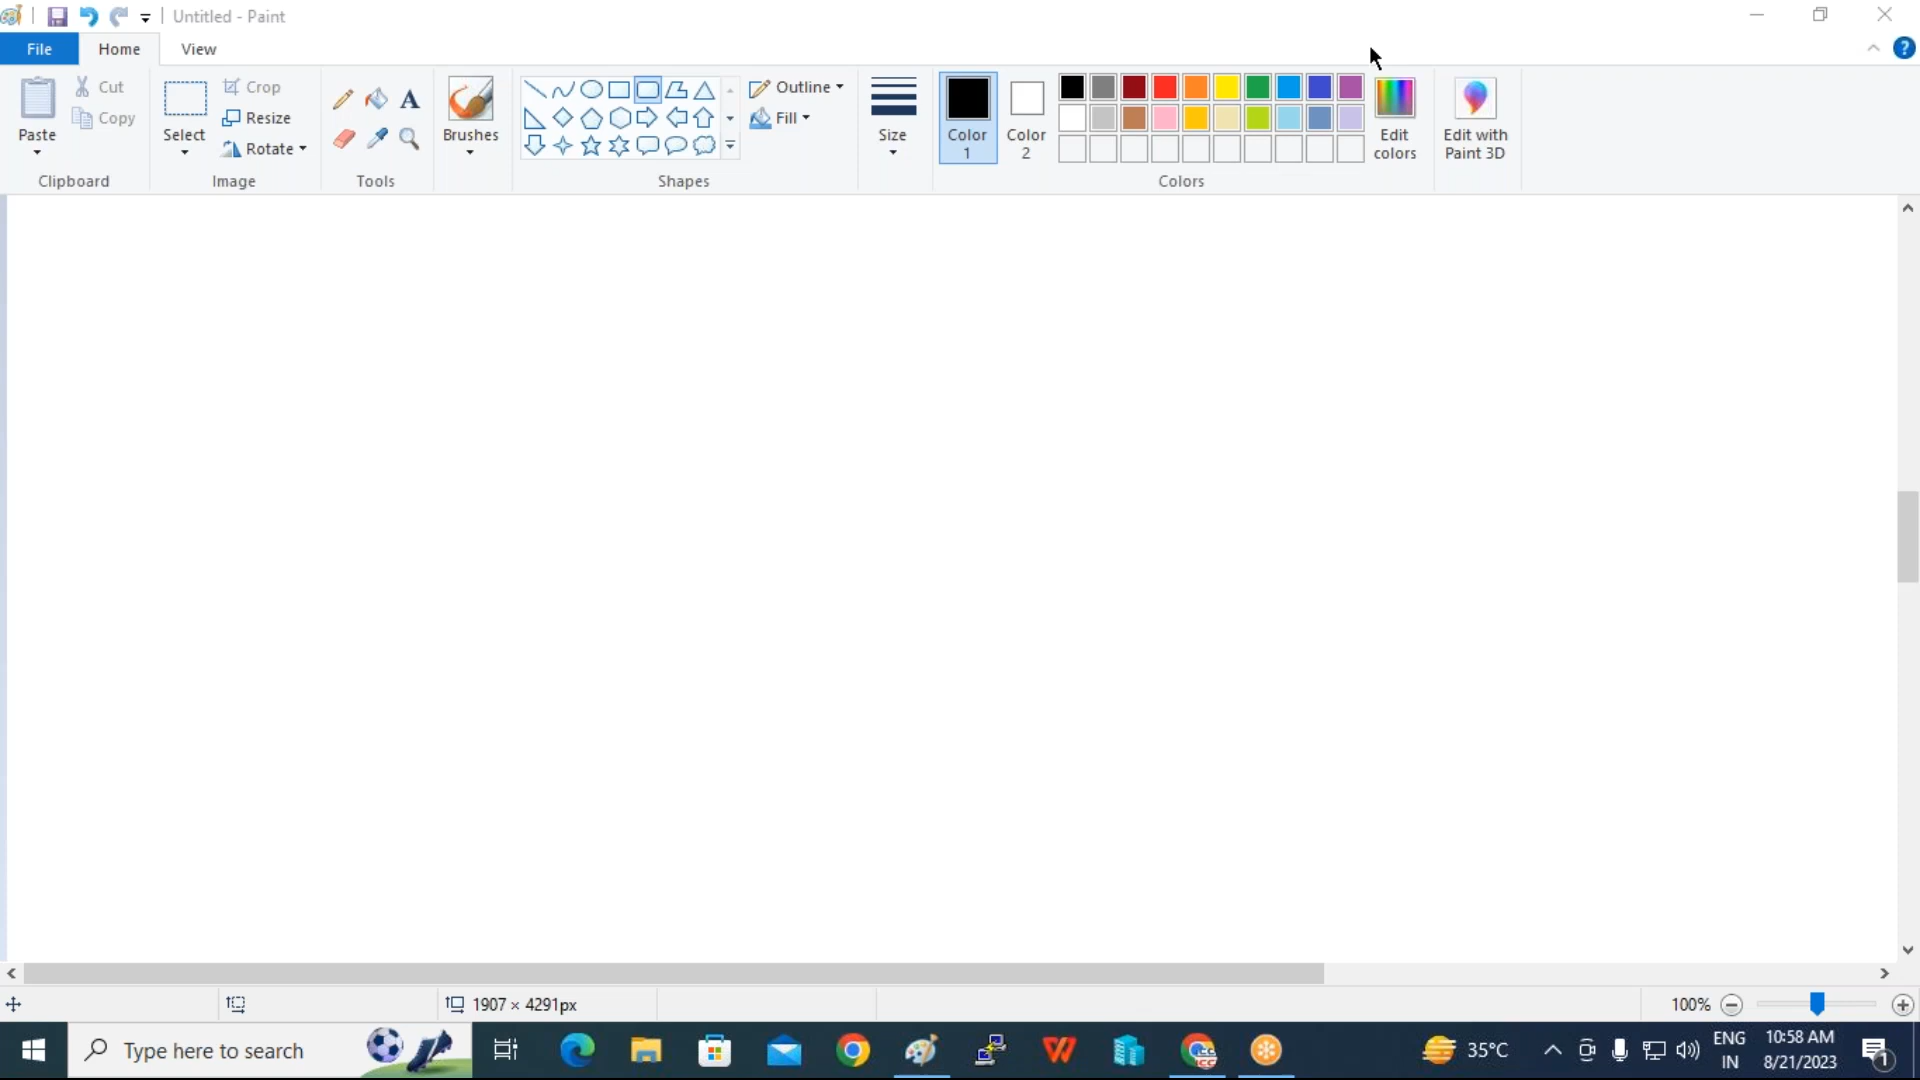 Untitled - Paint
File Home View
Paste Cut Copy Clipboard
Select Crop Resize Rotate Image
A
Tools
Brushes
Shapes
Outline
Fill
Size
Color 1
Color 2
Colors
Edit colors
Edit with Paint 3D
?
1907 × 4291px
100%
Type here to search
35°C
ENG
IN
10:58 AM
8/21/2023
1